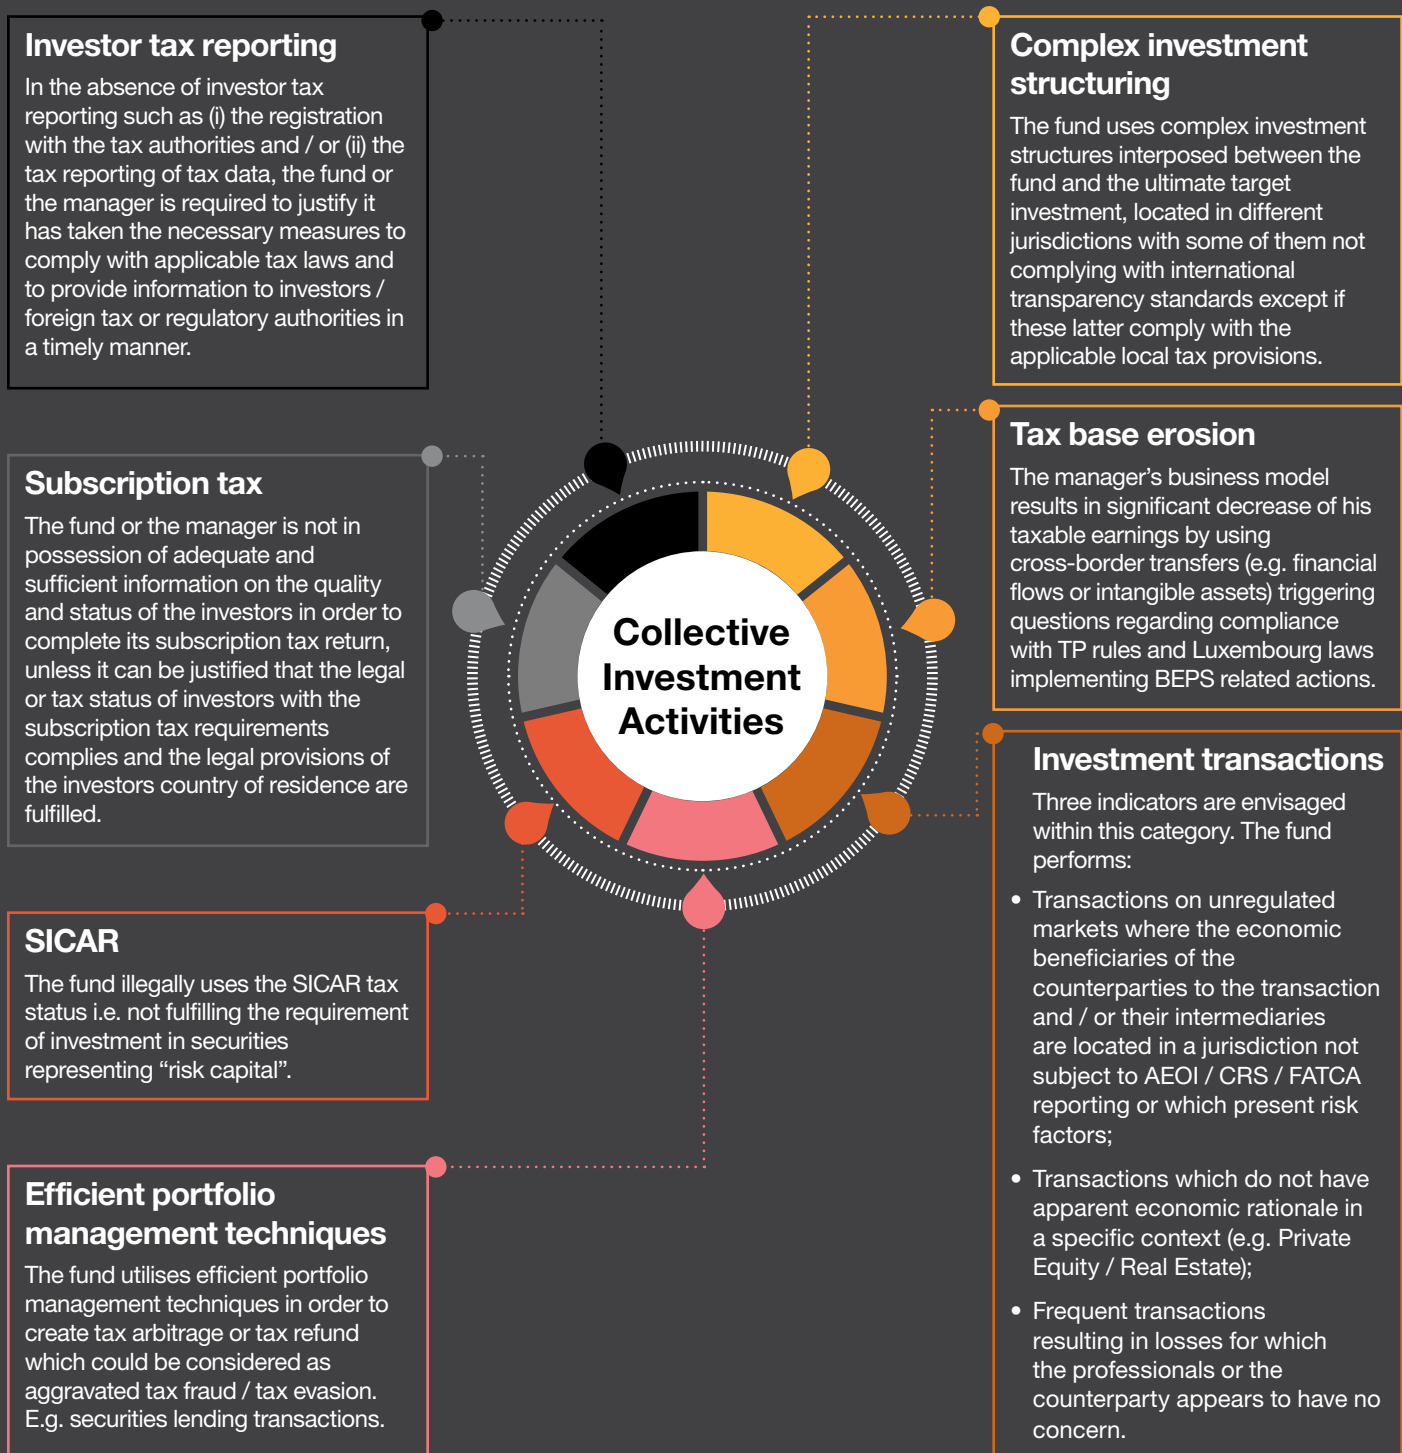 Investor tax reporting
In the absence of investor tax
reporting such as (i) the registration
with the tax authorities and / or (ii) the
tax reporting of tax data, the fund or
the manager is required to justify it
has taken the necessary measures to
comply with applicable tax laws and
to provide information to investors /
foreign tax or regulatory authorities in
a timely manner.
Subscription tax
The fund or the manager is not in
possession of adequate and
sufficient information on the quality
and status of the investors in order to
complete its subscription tax return,
unless it can be justified that the legal
or tax status of investors with the
subscription tax requirements
complies and the legal provisions of
the investors country of residence are
fulfilled.
SICAR
The fund illegally uses the SICAR tax
status i.e. not fulfilling the requirement
of investment in securities
representing “risk capital”.
Efficient portfolio
management techniques
The fund utilises efficient portfolio
management techniques in order to
create tax arbitrage or tax refund
which could be considered as
aggravated tax fraud / tax evasion.
E.g. securities lending transactions.
Collective
Investment
Activities
Complex investment
structuring
The fund uses complex investment
structures interposed between the
fund and the ultimate target
investment, located in different
jurisdictions with some of them not
complying with international
transparency standards except if
these latter comply with the
applicable local tax provisions.
Tax base erosion
The manager’s business model
results in significant decrease of his
taxable earnings by using
cross-border transfers (e.g. financial
flows or intangible assets) triggering
questions regarding compliance
with TP rules and Luxembourg laws
implementing BEPS related actions.
Investment transactions
Three indicators are envisaged
within this category. The fund
performs:
• Transactions on unregulated
markets where the economic
beneficiaries of the
counterparties to the transaction
and / or their intermediaries
are located in a jurisdiction not
subject to AEOI / CRS / FATCA
reporting or which present risk
factors;
• Transactions which do not have
apparent economic rationale in
a specific context (e.g. Private
Equity / Real Estate);
• Frequent transactions
resulting in losses for which
the professionals or the
counterparty appears to have no
concern.